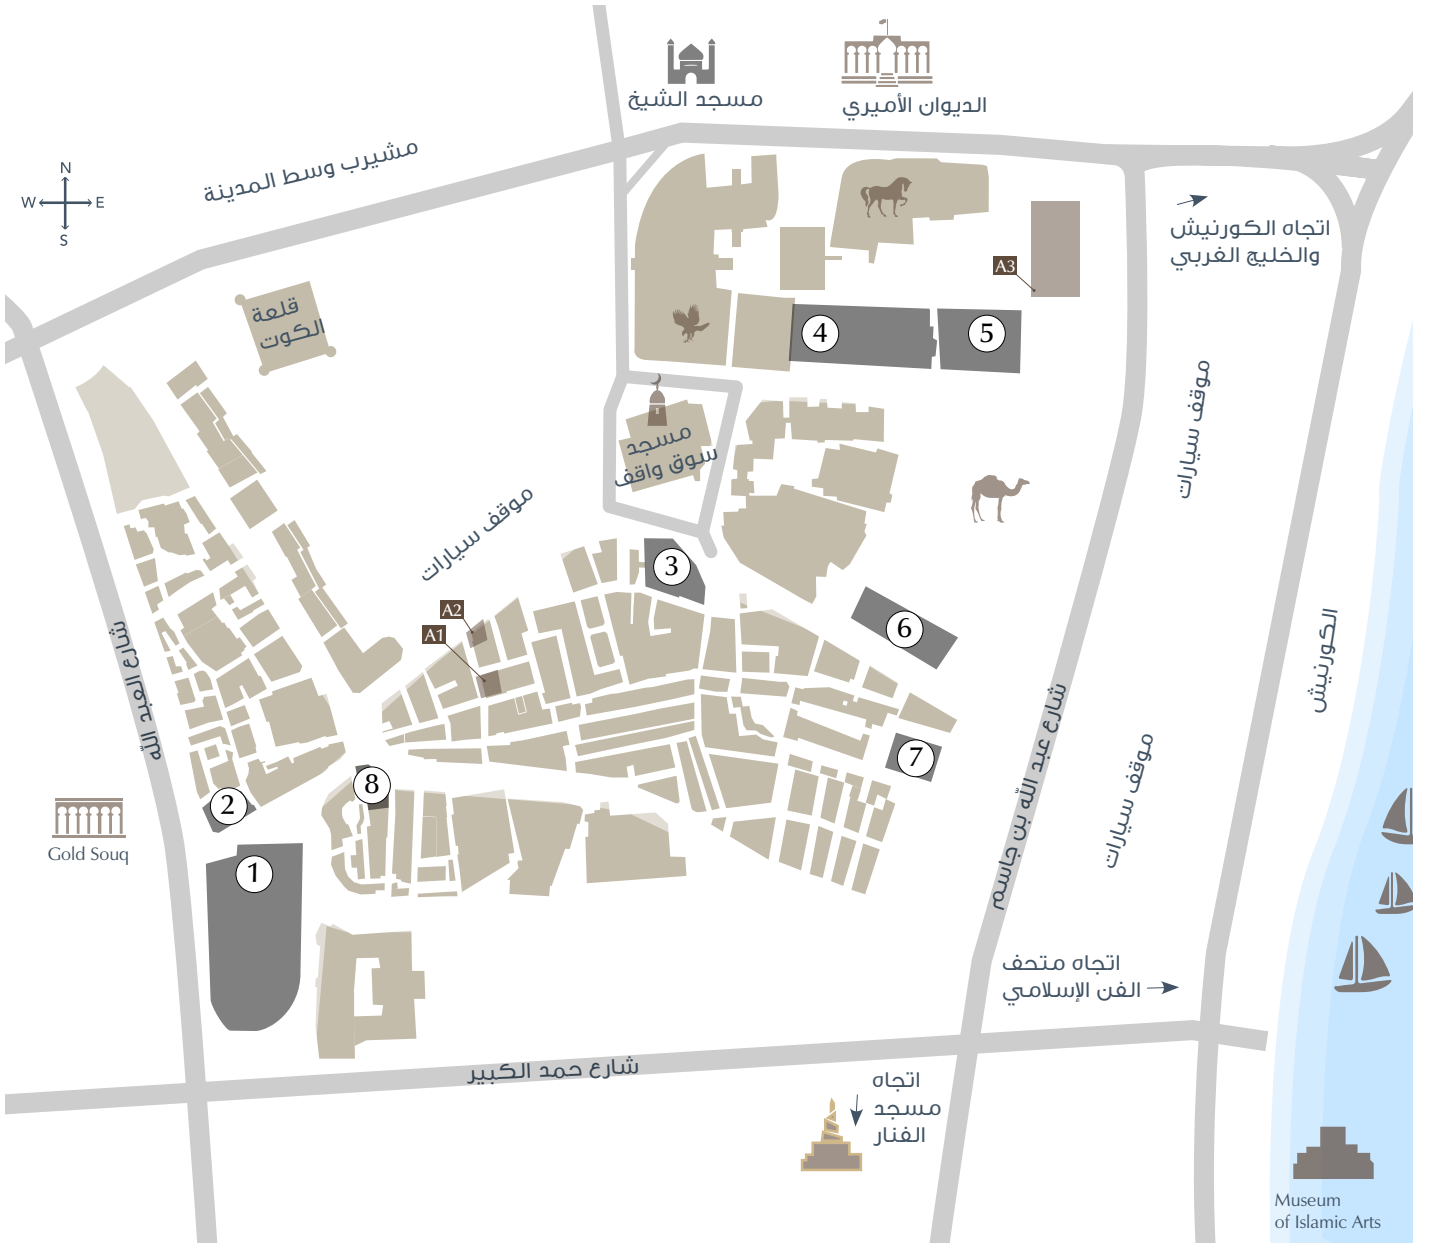 مسجد الشيخ
الديوان الأميري
مشيرب وسط المدينة
N
W E
S
اتجاه الكورنيش
والخليج الغربي
A3
قلعة
الكوت
4
5
موقف سيارات
مسجد
سوق واقف
موقف سيارات
3
A2
A1
6
الكورنيش
شارع العبد الله
شارع عبد الله بن جاسم
موقف سيارات
7
8
2
Gold Souq
1
اتجاه متحف
الفن الإسلامي
شارع حمد الكبير
اتجاه
مسجد
الفنار
Museum
of Islamic Arts